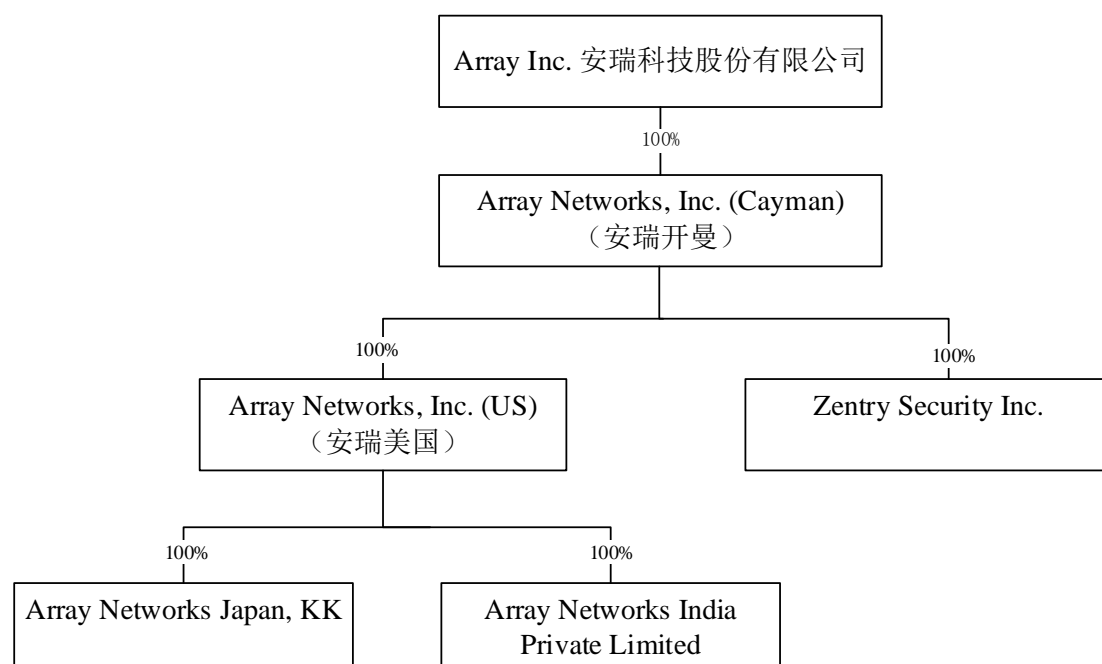 Array Inc. 安瑞科技股份有限公司
100%
Array Networks, Inc. (Cayman)
（安瑞开曼）
100%
100%
Array Networks, Inc. (US)
（安瑞美国）
Zentry Security Inc.
100%
100%
Array Networks Japan, KK
Array Networks India
Private Limited